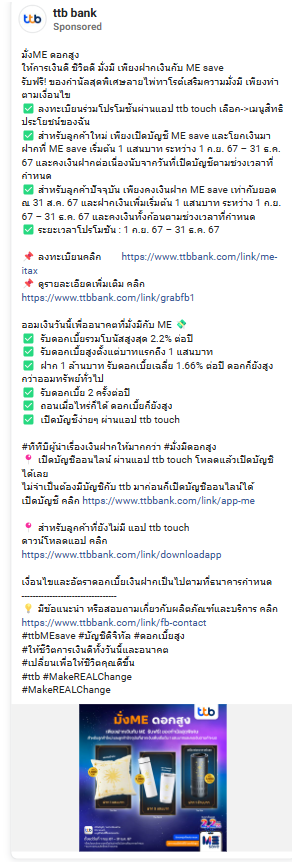 ttb bank
Sponsored
มั่งME ดอกสูง
ให้การเงินดี ชีวิตดี มั่งมี เพียงฝากเงินกับ ME save
รับฟรี! ของกำนัลสุดพิเศษลายไพ่ทาโรต์เสริมความมั่งมี เพียงทำ
ตามเงื่อนไข
✅ ลงทะเบียนร่วมโปรโมชันผ่านแอป ttb touch เลือก->เมนูสิทธิ
ประโยชน์ของฉัน
✅ สำหรับลูกค้าใหม่ เพียงเปิดบัญชี ME save และโยกเงินมา
ฝากที่ ME save เริ่มต้น 1 แสนบาท ระหว่าง 1 ก.ย. 67 – 31 ธ.ค.
67 และคงเงินฝากต่อเนื่องนับจากวันที่เปิดบัญชีตามช่วงเวลาที่
กำหนด
✅ สำหรับลูกค้าปัจจุบัน เพียงคงเงินฝาก ME save เท่ากับยอด
ณ 31 ส.ค. 67 และฝากเงินเพิ่มเริ่มต้น 1 แสนบาท ระหว่าง 1 ก.ย.
67 – 31 ธ.ค. 67 และคงเงินทั้งก้อนตามช่วงเวลาที่กำหนด
✅ ระยะเวลาโปรโมชัน : 1 ก.ย. 67 – 31 ธ.ค. 67
📌 ลงทะเบียนคลิก https://www.ttbbank.com/link/me-
itax
📌 ดูรายละเอียดเพิ่มเติม คลิก
https://www.ttbbank.com/link/grabfb1
ออมเงินวันนี้เพื่ออนาคตที่มั่งมีกับ ME 💸
✅ รับดอกเบี้ยรวมโบนัสสูงสุด 2.2% ต่อปี
✅ รับดอกเบี้ยสูงตั้งแต่บาทแรกถึง 1 แสนบาท
✅ ฝาก 1 ล้านบาท รับดอกเบี้ยเฉลี่ย 1.66% ต่อปี ดอกก็ยังสูง
กว่าออมทรัพย์ทั่วไป
✅ รับดอกเบี้ย 2 ครั้งต่อปี
✅ ถอนเมื่อไหร่ก็ได้ ดอกเบี้ยก็ยังสูง
✅ เปิดบัญชีง่ายๆ ผ่านแอป ttb touch
#ทีทีบีผู้นำเรื่องเงินฝากให้มากกว่า #มั่งมีดอกสูง
📍 เปิดบัญชีออนไลน์ ผ่านแอป ttb touch โหลดแล้วเปิดบัญชี
ได้เลย
ไม่จำเป็นต้องมีบัญชีกับ ttb มาก่อนก็เปิดบัญชีออนไลน์ได้
เปิดบัญชี คลิก https://www.ttbbank.com/link/app-me
📍 สำหรับลูกค้าที่ยังไม่มี แอป ttb touch
ดาวน์โหลดแอป คลิก
https://www.ttbbank.com/link/downloadapp
เงื่อนไขและอัตราดอกเบี้ยเงินฝากเป็นไปตามที่ธนาคารกำหนด
--------------------------------
💡 มีข้อแนะนำ หรือสอบถามเกี่ยวกับผลิตภัณฑ์และบริการ คลิก
https://www.ttbbank.com/link/fb-contact
#ttbMEsave #บัญชีดิจิทัล #ดอกเบี้ยสูง
#ให้ชีวิตการเงินดีทั้งวันนี้และอนาคต
#เปลี่ยนเพื่อให้ชีวิตคุณดีขึ้น
#ttb #MakeREALChange
#MakeREALChange
มั่งME ดอกสูง
ttb
ME